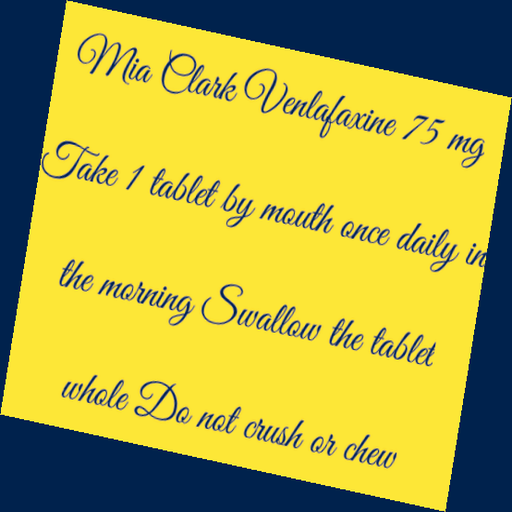 Mia Clark Venlafaxine 75 mg
Take 1 tablet by mouth once daily in
the morning Swallow the tablet
whole Do not crush or chew